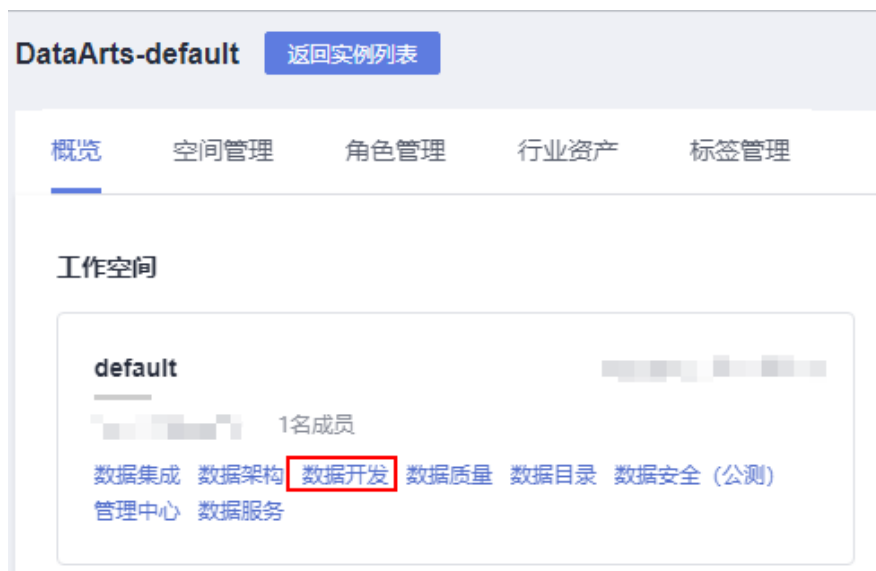 DataArts-default 返回实例列表
概览 空间管理 角色管理 行业资产 标签管理
工作空间
default
1名成员
数据集成 数据架构 数据开发 数据质量 数据目录 数据安全 (公测)
管理中心 数据服务